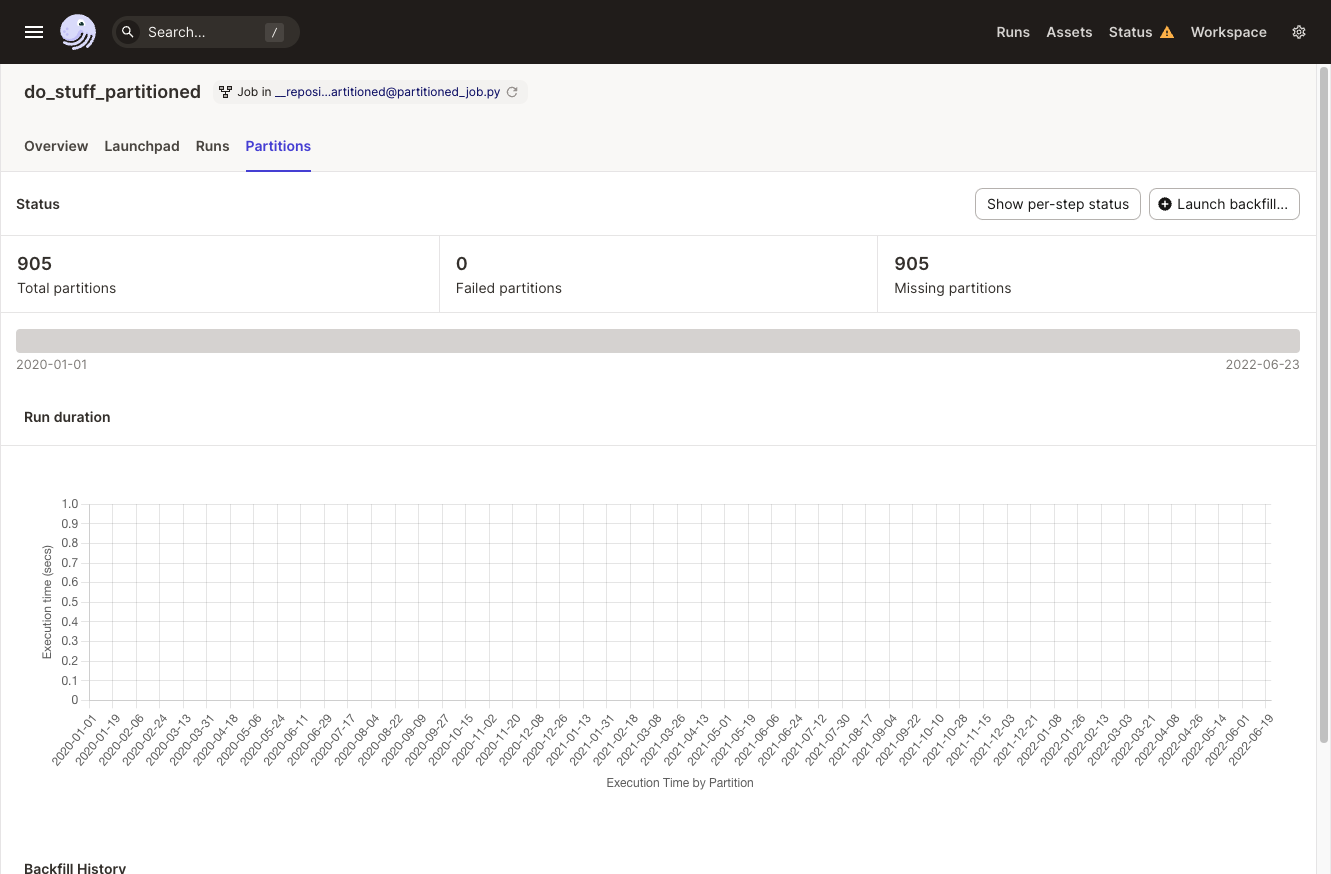 Search... /
Runs Assets Status Workspace
do_stuff_partitioned Job in __reposi...artitioned@partitioned_job.py
Overview Launchpad Runs Partitions
Status Show per-step status Launch backfill...
905 0 905
Total partitions Failed partitions Missing partitions
2020-01-01 2022-06-23
Run duration
1.0
0.9
0.8
0.7
0.6
0.5
0.4
0.3
0.2
0.1
0
Execution time (secs)
2020-01-01 2020-01-19 2020-02-06 2020-02-24 2020-03-13 2020-03-31 2020-04-18 2020-05-06 2020-05-24 2020-06-11 2020-06-29 2020-07-17 2020-08-04 2020-08-22 2020-09-09 2020-09-27 2020-10-15 2020-11-02 2020-11-20 2020-12-08 2020-12-26 2021-01-13 2021-01-31 2021-02-18 2021-03-08 2021-03-26 2021-04-13 2021-05-01 2021-05-19 2021-06-06 2021-06-24 2021-07-12 2021-07-30 2021-08-17 2021-09-04 2021-09-22 2021-10-10 2021-10-28 2021-11-15 2021-12-03 2021-12-21 2022-01-08 2022-01-26 2022-02-13 2022-03-03 2022-03-21 2022-04-08 2022-04-26 2022-05-14 2022-06-01 2022-06-19
Execution Time by Partition
Backfill History